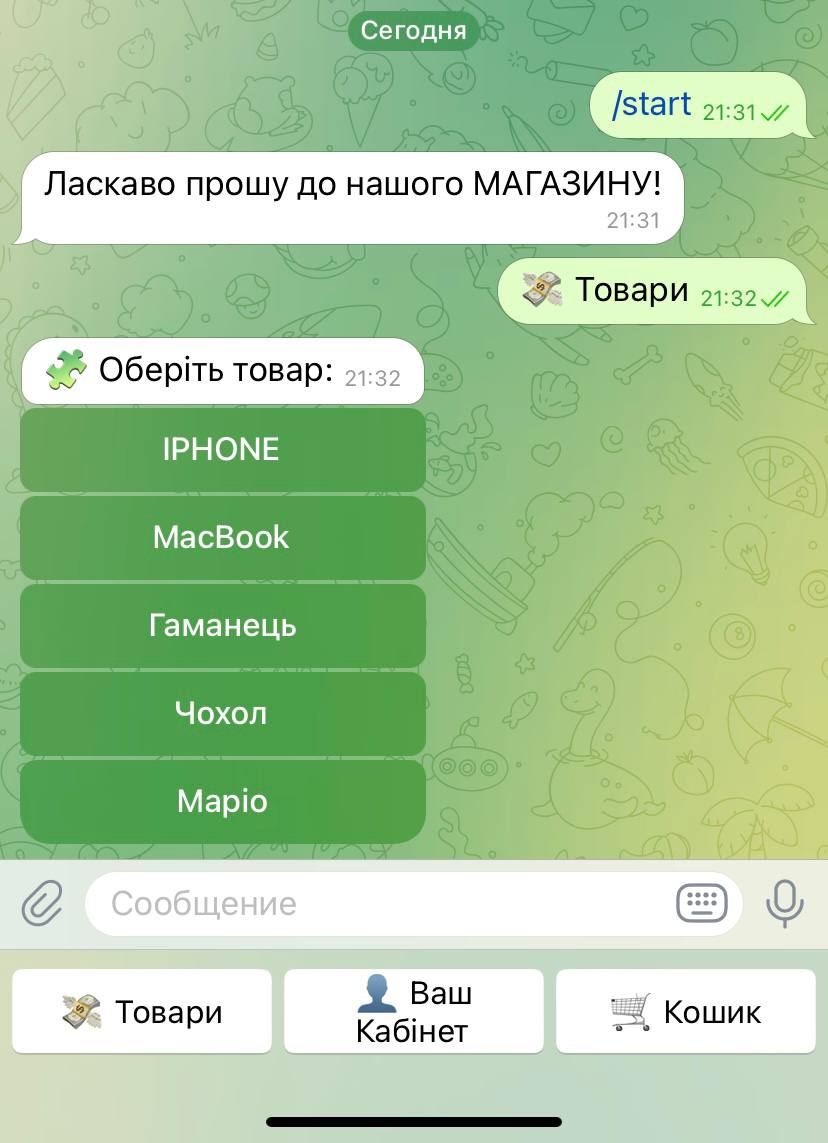 Сегодня
/start 21:31
Ласкаво прошу до нашого МАГАЗИНУ!
21:31
💸 Товари 21:32
🧩 Оберіть товар: 21:32
IPHONE
MacBook
Гаманець
Чохол
Маріо
Сообщение
💸 Товари
👤 Ваш
Кабінет
🛒 Кошик